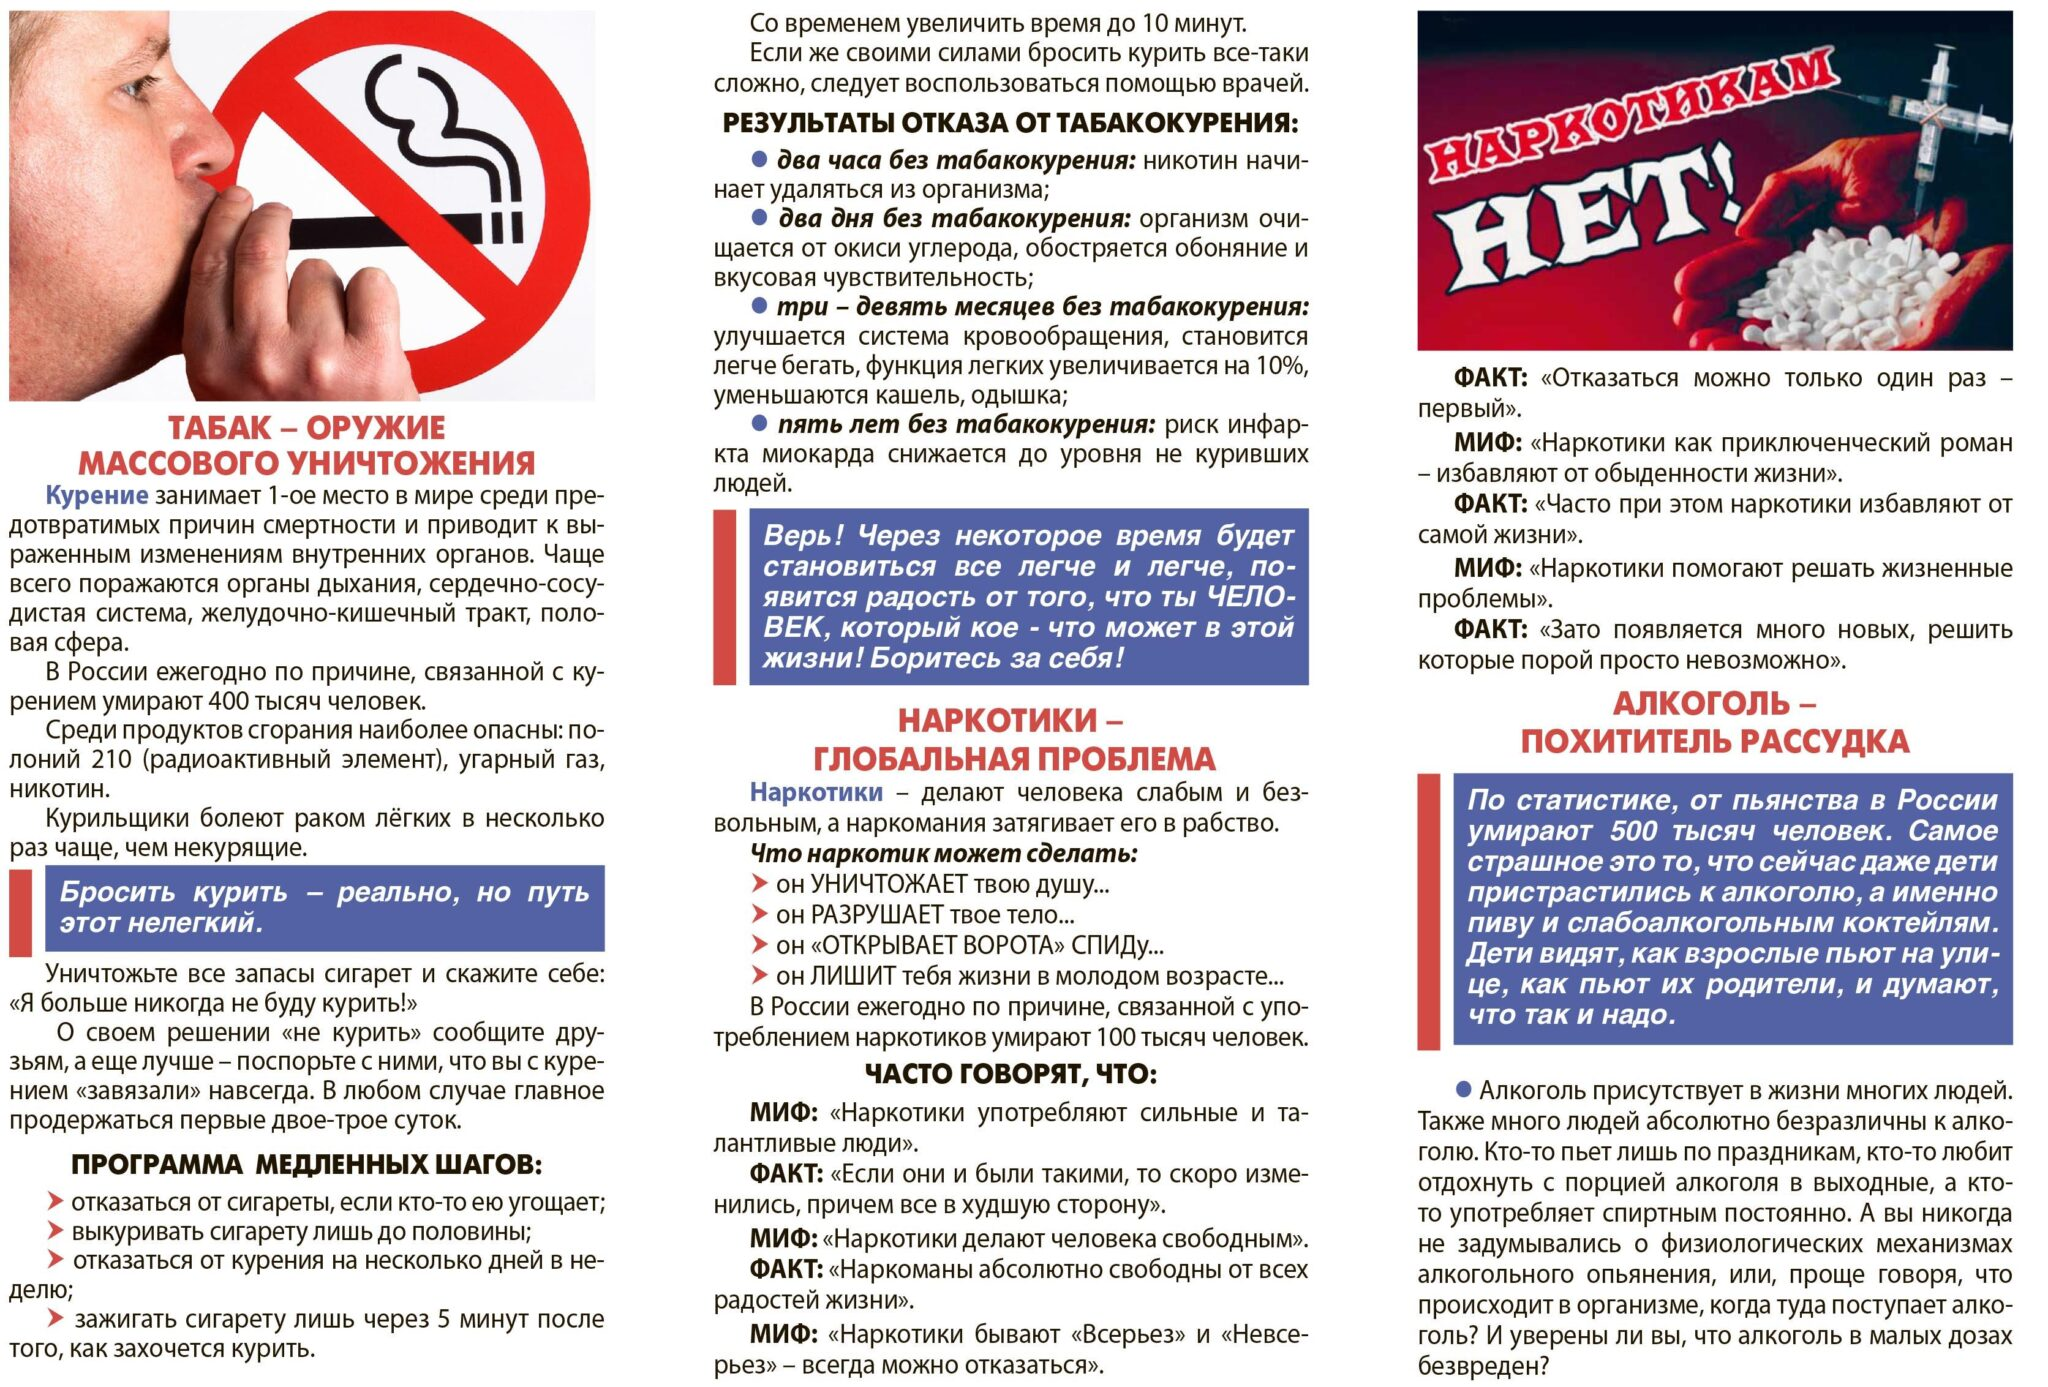 ТАБАК – ОРУЖИЕ
МАССОВОГО УНИЧТОЖЕНИЯ
Курение занимает 1-ое место в мире среди пре-
дотвратимых причин смертности и приводит к вы-
раженным изменениям внутренних органов. Чаще
всего поражаются органы дыхания, сердечно-сосу-
дистая система, желудочно-кишечный тракт, поло-
вая сфера.
В России ежегодно по причине, связанной с ку-
рением умирают 400 тысяч человек.
Среди продуктов сгорания наиболее опасны: по-
лоний 210 (радиоактивный элемент), угарный газ,
никотин.
Курильщики болеют раком лёгких в несколько
раз чаще, чем некурящие.
Бросить курить – реально, но путь
этот нелегкий.
Уничтожьте все запасы сигарет и скажите себе:
«Я больше никогда не буду курить!»
О своем решении «не курить» сообщите дру-
зьям, а еще лучше – поспорьте с ними, что вы с куре-
нием «завязали» навсегда. В любом случае главное
продержаться первые двое-трое суток.
ПРОГРАММА МЕДЛЕННЫХ ШАГОВ:
➤ отказаться от сигареты, если кто-то ею угощает;
➤ выкуривать сигарету лишь до половины;
➤ отказаться от курения на несколько дней в не-
делю;
➤ зажигать сигарету лишь через 5 минут после
того, как захочется курить.
Со временем увеличить время до 10 минут.
Если же своими силами бросить курить все-таки
сложно, следует воспользоваться помощью врачей.
РЕЗУЛЬТАТЫ ОТКАЗА ОТ ТАБАКОКУРЕНИЯ:
● два часа без табакокурения: никотин начи-
нает удаляться из организма;
● два дня без табакокурения: организм очи-
щается от окиси углерода, обостряется обоняние и
вкусовая чувствительность;
● три – девять месяцев без табакокурения:
улучшается система кровообращения, становится
легче бегать, функция легких увеличивается на 10%,
уменьшаются кашель, одышка;
● пять лет без табакокурения: риск инфар-
кта миокарда снижается до уровня не куривших
людей.
Верь! Через некоторое время будет
становиться все легче и легче, по-
явится радость от того, что ты ЧЕЛО-
ВЕК, который кое - что может в этой
жизни! Боритесь за себя!
НАРКОТИКИ –
ГЛОБАЛЬНАЯ ПРОБЛЕМА
Наркотики – делают человека слабым и без-
вольным, а наркомания затягивает его в рабство.
Что наркотик может сделать:
➤ он УНИЧТОЖАЕТ твою душу...
➤ он РАЗРУШАЕТ твое тело...
➤ он «ОТКРЫВАЕТ ВОРОТА» СПИДу...
➤ он ЛИШИТ тебя жизни в молодом возрасте...
В России ежегодно по причине, связанной с упо-
треблением наркотиков умирают 100 тысяч человек.
ЧАСТО ГОВОРЯТ, ЧТО:
МИФ: «Наркотики употребляют сильные и та-
лантливые люди».
ФАКТ: «Если они и были такими, то скоро изме-
нились, причем все в худшую сторону».
МИФ: «Наркотики делают человека свободным».
ФАКТ: «Наркоманы абсолютно свободны от всех
радостей жизни».
МИФ: «Наркотики бывают «Всерьез» и «Невсе-
рьез» – всегда можно отказаться».
НАРКОТИКАМ
НЕТ!
ФАКТ: «Отказаться можно только один раз –
первый».
МИФ: «Наркотики как приключенческий роман
– избавляют от обыденности жизни».
ФАКТ: «Часто при этом наркотики избавляют от
самой жизни».
МИФ: «Наркотики помогают решать жизненные
проблемы».
ФАКТ: «Зато появляется много новых, решить
которые порой просто невозможно».
АЛКОГОЛЬ –
ПОХИТИТЕЛЬ РАССУДКА
По статистике, от пьянства в России
умирают 500 тысяч человек. Самое
страшное это то, что сейчас даже дети
пристрастились к алкоголю, а именно
пиву и слабоалкогольным коктейлям.
Дети видят, как взрослые пьют на ули-
це, как пьют их родители, и думают,
что так и надо.
● Алкоголь присутствует в жизни многих людей.
Также много людей абсолютно безразличны к алко-
голю. Кто-то пьет лишь по праздникам, кто-то любит
отдохнуть с порцией алкоголя в выходные, а кто-
то употребляет спиртным постоянно. А вы никогда
не задумывались о физиологических механизмах
алкогольного опьянения, или, проще говоря, что
происходит в организме, когда туда поступает алко-
голь? И уверены ли вы, что алкоголь в малых дозах
безвреден?